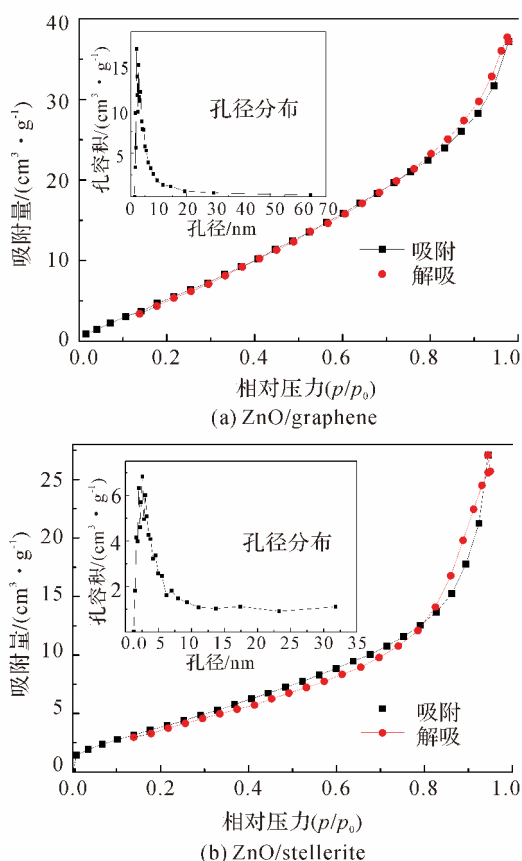 40
30
20
10
0
吸附量/(cm³·g⁻¹)
15
10
5
孔容积/(cm³·g⁻¹)
孔径分布
0 10 20 30 40 50 60 70
孔径/nm
吸附
解吸
0 0.2 0.4 0.6 0.8 1.0
相对压力(p/p₀)
(a) ZnO/graphene
25
20
15
10
5
0
吸附量/(cm³·g⁻¹)
6
4
2
孔容积/(cm³·g⁻¹)
孔径分布
0.0 5 10 15 20 25 30 35
孔径/nm
吸附
解吸
0.0 0.2 0.4 0.6 0.8 1.0
相对压力(p/p₀)
(b) ZnO/stellerite